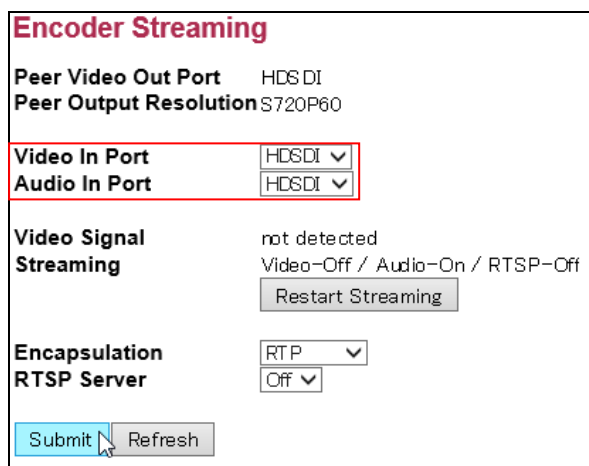 Encoder Streaming
Peer Video Out Port HDSDI
Peer Output Resolution S720P60
Video In Port HDSDI
Audio In Port HDSDI
Video Signal not detected
Streaming Video-Off / Audio-On / RTSP-Off
Restart Streaming
Encapsulation RTP
RTSP Server Off
Submit Refresh